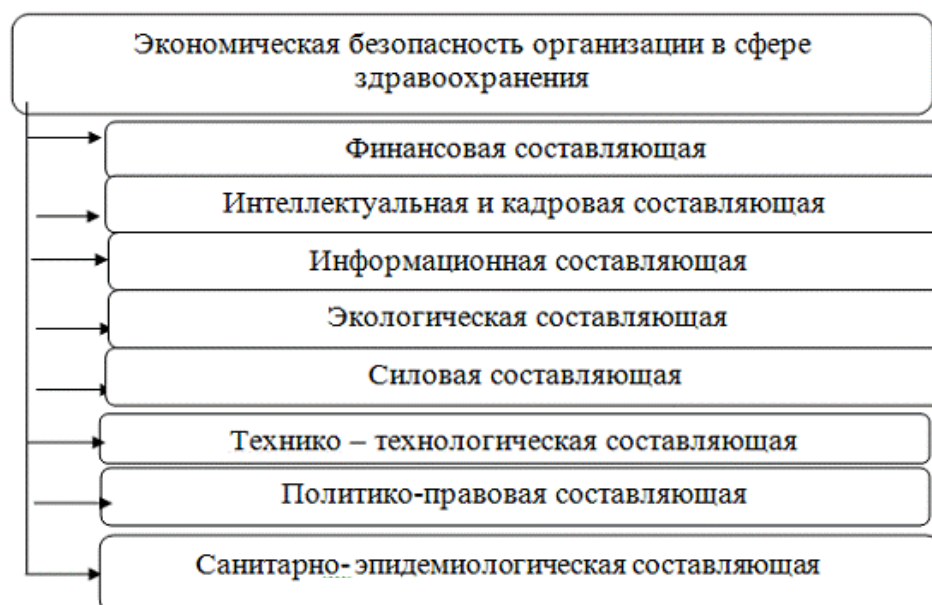 Экономическая безопасность организации в сфере
здравоохранения
Финансовая составляющая
Интеллектуальная и кадровая составляющая
Информационная составляющая
Экологическая составляющая
Силовая составляющая
Технико – технологическая составляющая
Политико-правовая составляющая
Санитарно- эпидемиологическая составляющая